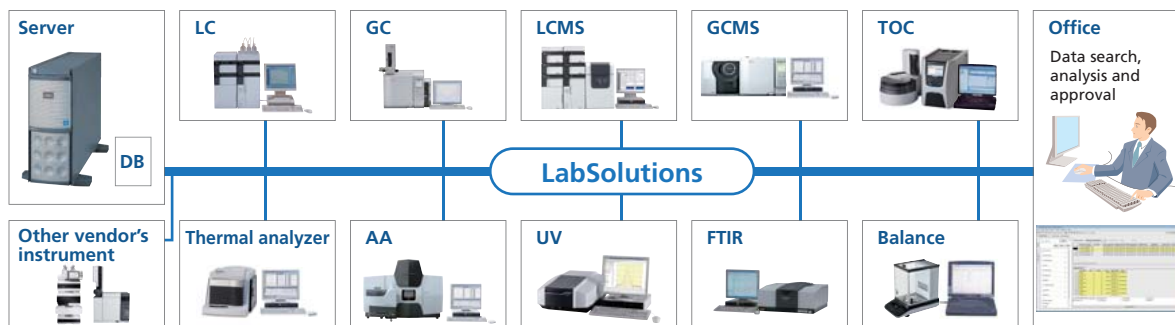 Server
DB
LC
GC
LCMS
GCMS
TOC
Office
Data search,
analysis and
approval
LabSolutions
Other vendor's
instrument
Thermal analyzer
AA
UV
FTIR
Balance